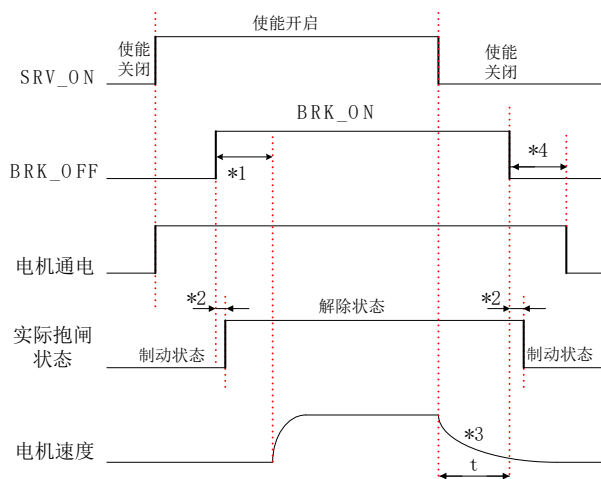 使能开启
使能
关闭
使能
关闭
SRV_ON
BRK_ON
BRK_OFF
*1
*4
电机通电
*2
解除状态
*2
实际抱闸
状态
制动状态
制动状态
*3
电机速度
t